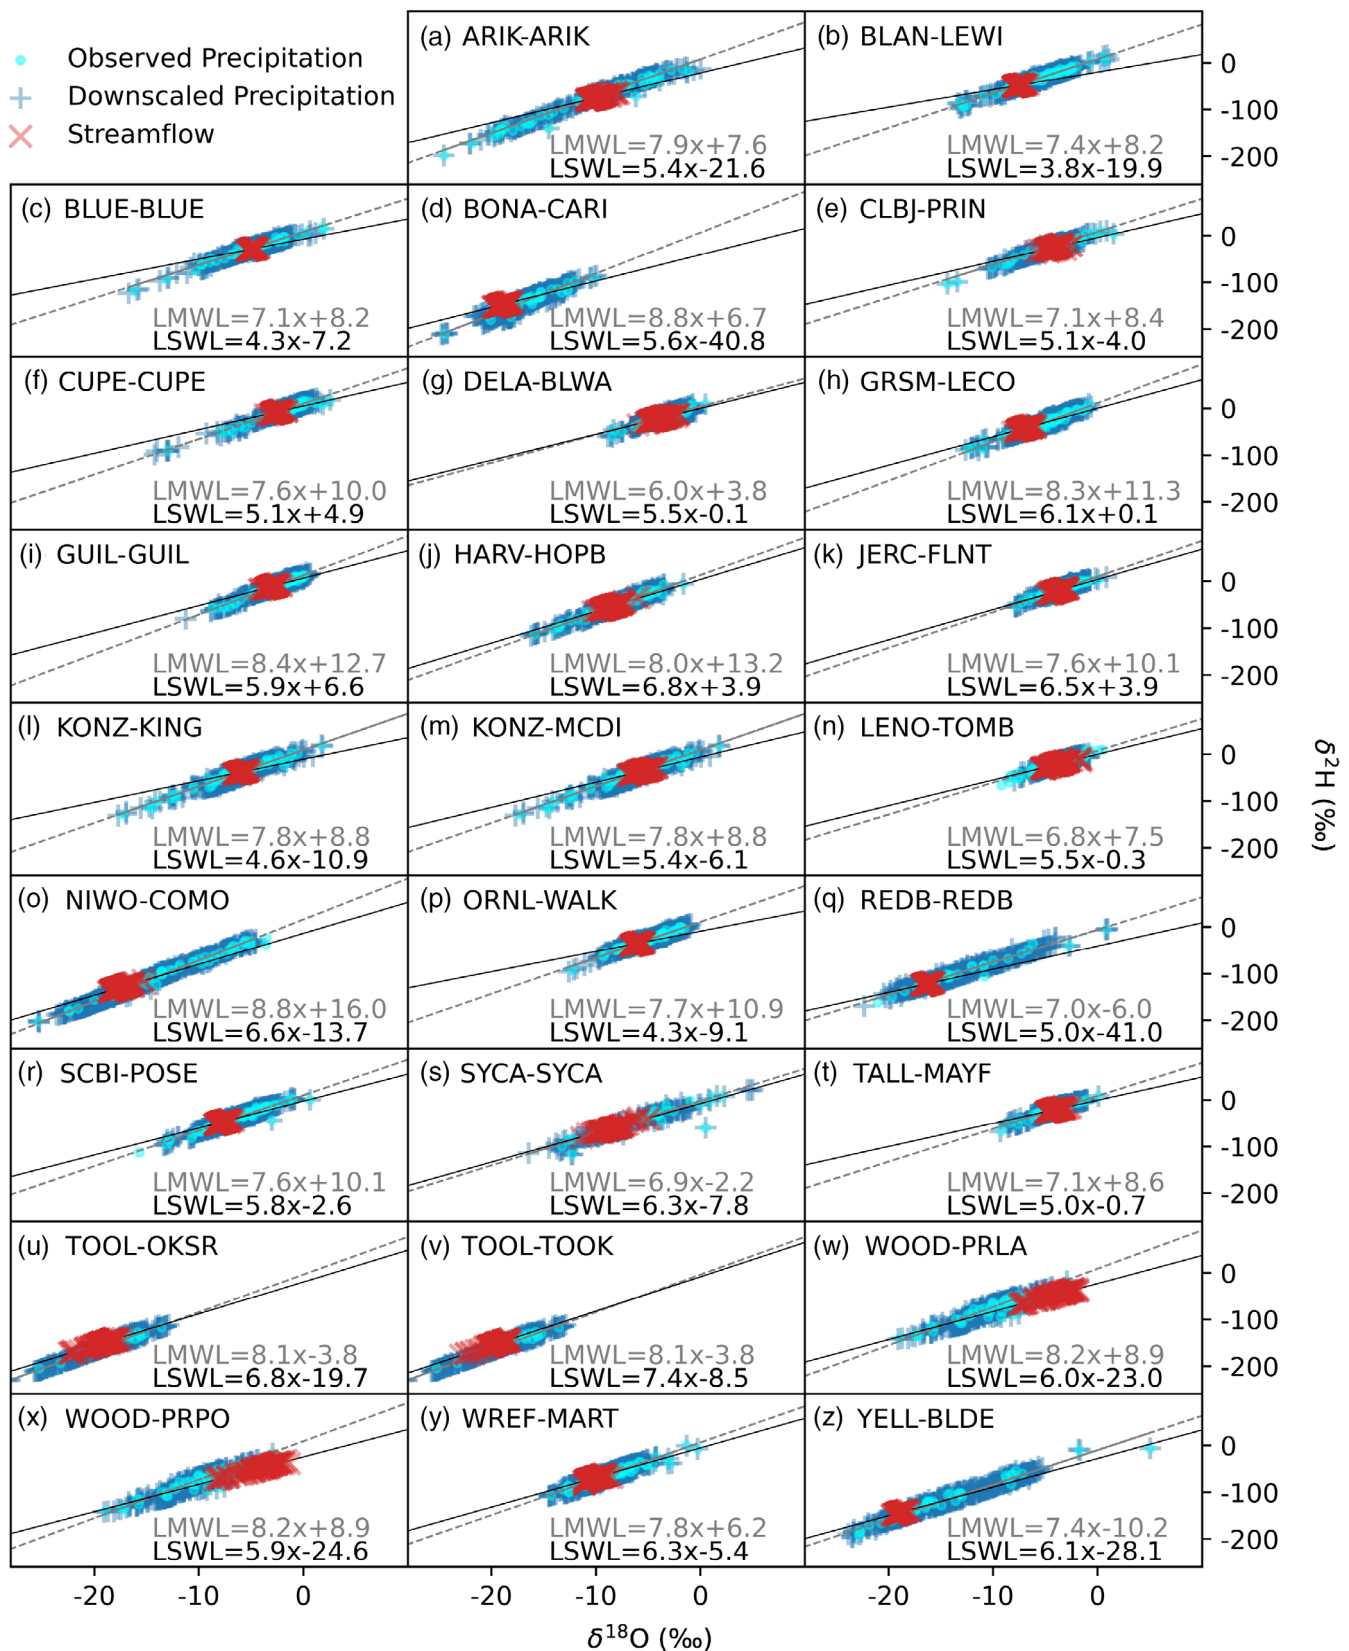 Observed Precipitation
Downscaled Precipitation
Streamflow
(a) ARIK-ARIK
LMWL=7.9x+7.6
LSWL=5.4x-21.6
(b) BLAN-LEWI
LMWL=7.4x+8.2
LSWL=3.8x-19.9
0
-100
-200
(c) BLUE-BLUE
LMWL=7.1x+8.2
LSWL=4.3x-7.2
(d) BONA-CARI
LMWL=8.8x+6.7
LSWL=5.6x-40.8
(e) CLBJ-PRIN
LMWL=7.1x+8.4
LSWL=5.1x-4.0
0
-100
-200
(f) CUPE-CUPE
LMWL=7.6x+10.0
LSWL=5.1x+4.9
(g) DELA-BLWA
LMWL=6.0x+3.8
LSWL=5.5x-0.1
(h) GRSM-LECO
LMWL=8.3x+11.3
LSWL=6.1x+0.1
0
-100
-200
(i) GUIL-GUIL
LMWL=8.4x+12.7
LSWL=5.9x+6.6
(j) HARV-HOPB
LMWL=8.0x+13.2
LSWL=6.8x+3.9
(k) JERC-FLNT
LMWL=7.6x+10.1
LSWL=6.5x+3.9
0
-100
-200
(l) KONZ-KING
LMWL=7.8x+8.8
LSWL=4.6x-10.9
(m) KONZ-MCDI
LMWL=7.8x+8.8
LSWL=5.4x-6.1
(n) LENO-TOMB
LMWL=6.8x+7.5
LSWL=5.5x-0.3
0
-100
-200
δ²H (‰)
(o) NIWO-COMO
LMWL=8.8x+16.0
LSWL=6.6x-13.7
(p) ORNL-WALK
LMWL=7.7x+10.9
LSWL=4.3x-9.1
(q) REDB-REDB
LMWL=7.0x-6.0
LSWL=5.0x-41.0
0
-100
-200
(r) SCBI-POSE
LMWL=7.6x+10.1
LSWL=5.8x-2.6
(s) SYCA-SYCA
LMWL=6.9x-2.2
LSWL=6.3x-7.8
(t) TALL-MAYF
LMWL=7.1x+8.6
LSWL=5.0x-0.7
0
-100
-200
(u) TOOL-OKSR
LMWL=8.1x-3.8
LSWL=6.8x-19.7
(v) TOOL-TOOK
LMWL=8.1x-3.8
LSWL=7.4x-8.5
(w) WOOD-PRLA
LMWL=8.2x+8.9
LSWL=6.0x-23.0
0
-100
-200
(x) WOOD-PRPO
LMWL=8.2x+8.9
LSWL=5.9x-24.6
(y) WREF-MART
LMWL=7.8x+6.2
LSWL=6.3x-5.4
(z) YELL-BLDE
LMWL=7.4x-10.2
LSWL=6.1x-28.1
0
-100
-200
-20 -10 0 -20 -10 0 -20 -10 0
δ¹⁸O (‰)